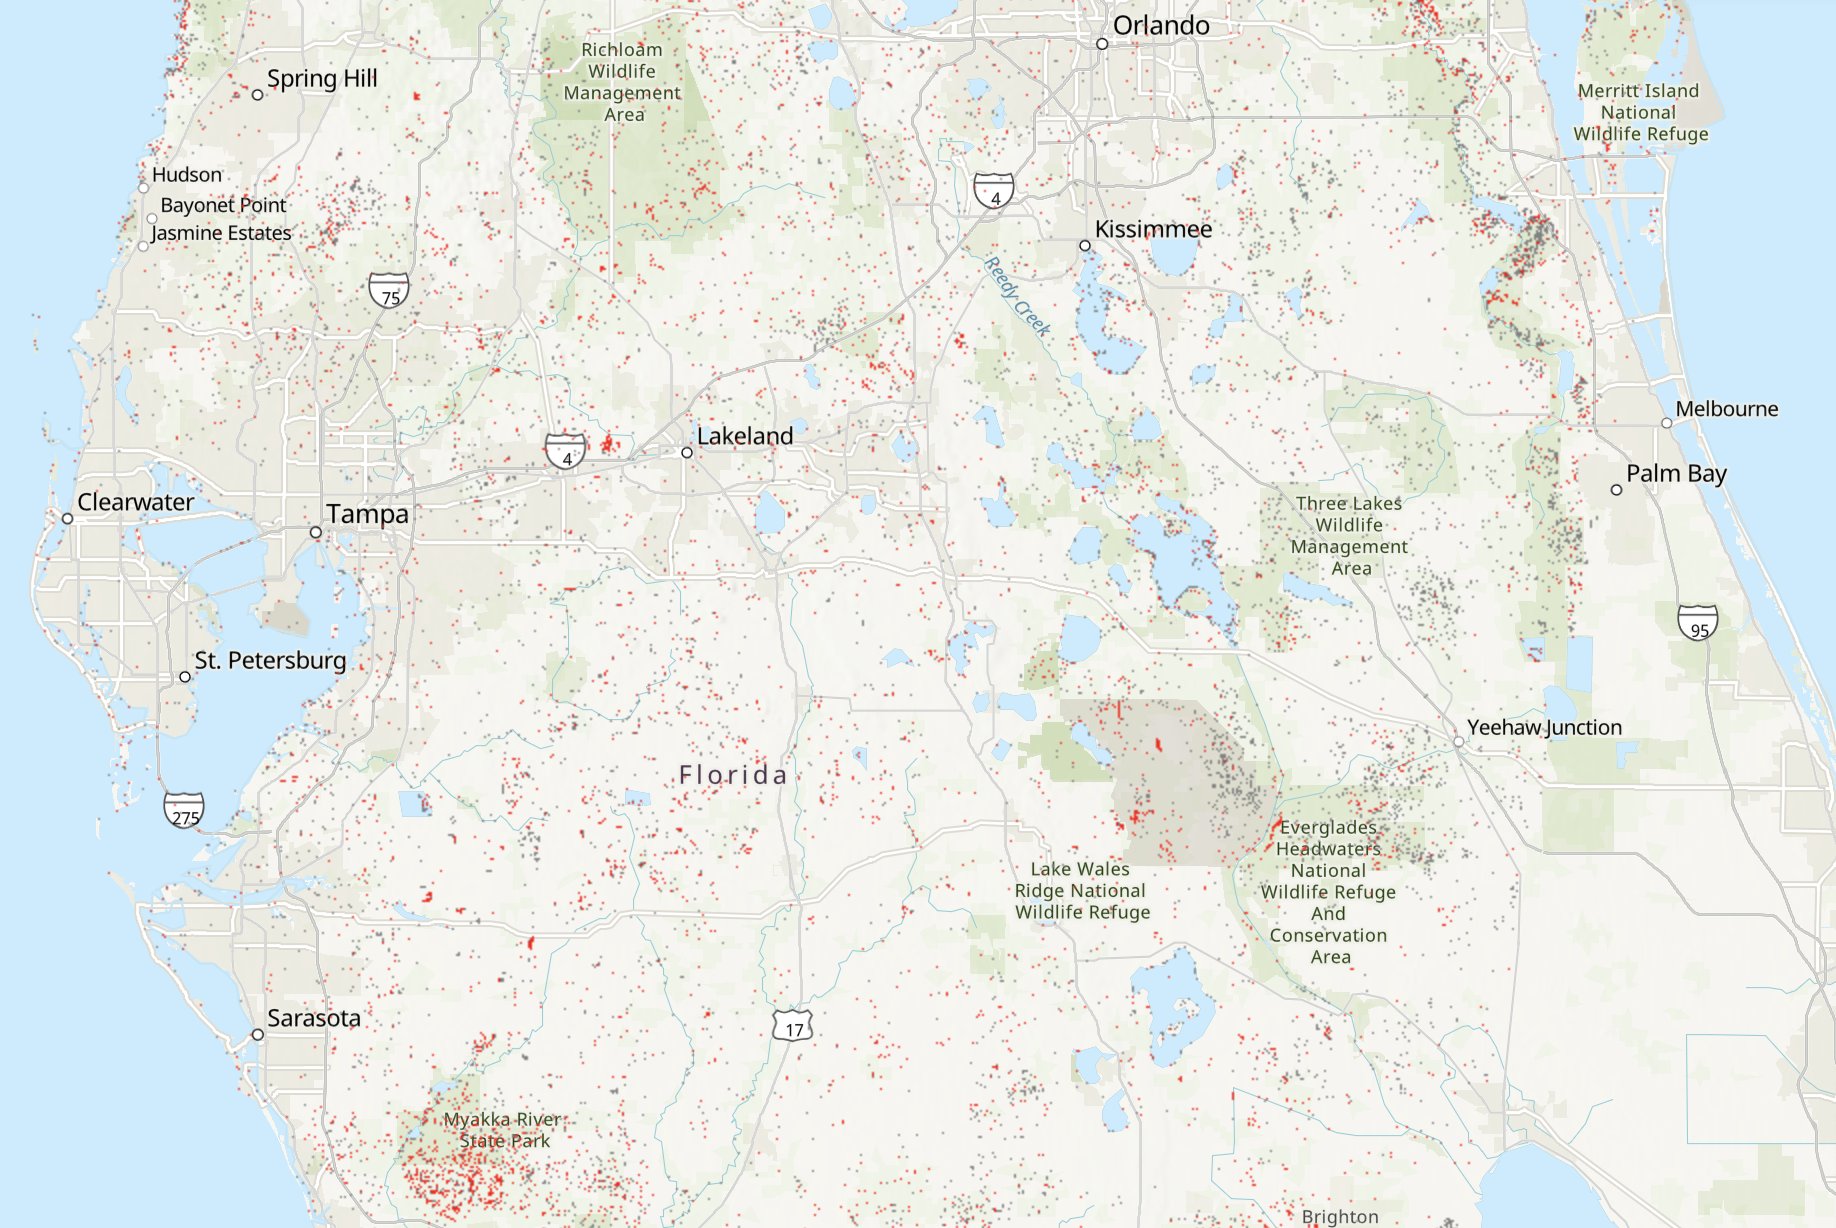 Orlando
Richloam
Wildlife
Management
Area
Spring Hill
Merritt Island
National
Wildlife Refuge
Hudson
Bayonet Point
Jasmine Estates
4
Kissimmee
Reedy Creek
75
Melbourne
Lakeland
4
Palm Bay
Clearwater
Tampa
Three Lakes
Wildlife
Management
Area
95
St. Petersburg
Yeehaw Junction
Florida
275
Everglades
Headwaters
National
Wildlife Refuge
And
Conservation
Area
Lake Wales
Ridge National
Wildlife Refuge
Sarasota
17
Myakka River
State Park
Brighton